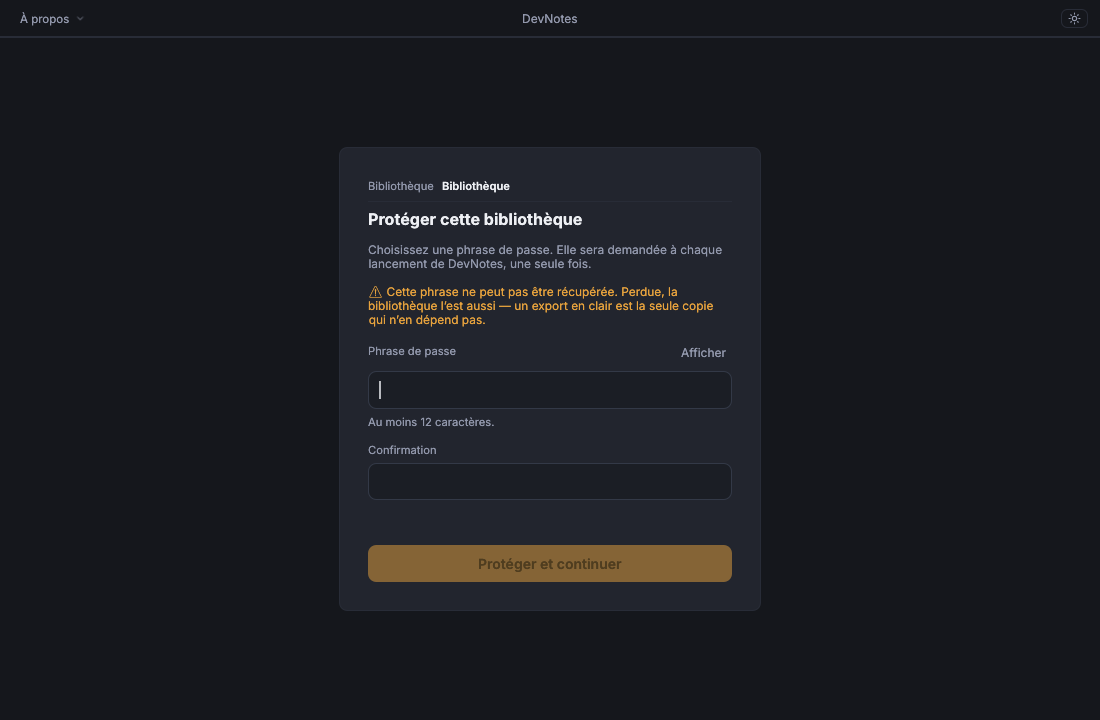 À propos
DevNotes
Bibliothèque Bibliothèque
Protéger cette bibliothèque
Choisissez une phrase de passe. Elle sera demandée à chaque
lancement de DevNotes, une seule fois.
⚠ Cette phrase ne peut pas être récupérée. Perdue, la
bibliothèque l’est aussi — un export en clair est la seule copie
qui n’en dépend pas.
Phrase de passe
Afficher
Au moins 12 caractères.
Confirmation
Protéger et continuer